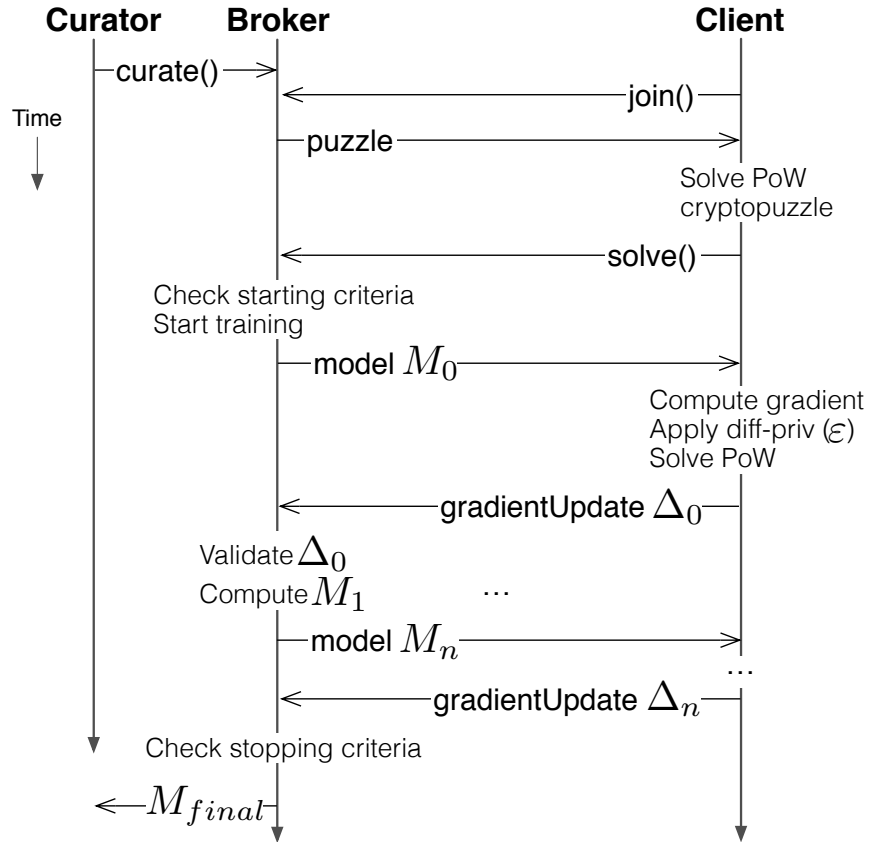 Curator Broker Client
curate()
join()
Time
puzzle
Solve PoW
cryptopuzzle
solve()
Check starting criteria
Start training
model M₀
Compute gradient
Apply diff-priv (ε)
Solve PoW
gradientUpdate Δ₀
Validate Δ₀
Compute M₁ ...
model Mₙ
...
gradientUpdate Δₙ
Check stopping criteria
M_final